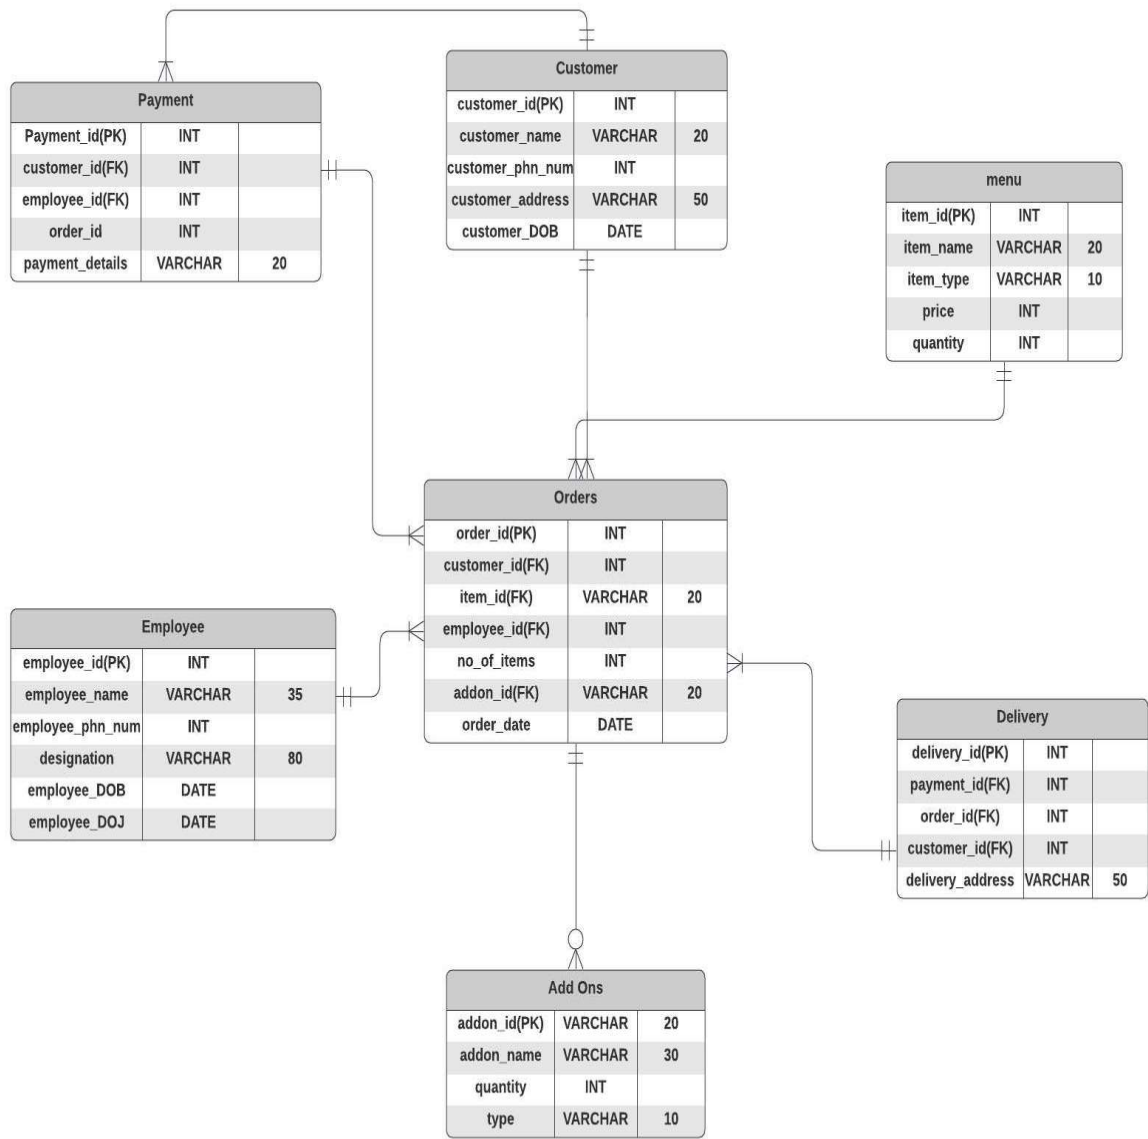 Payment
Payment_id(PK) INT
customer_id(FK) INT
employee_id(FK) INT
order_id INT
payment_details VARCHAR 20
Customer
customer_id(PK) INT
customer_name VARCHAR 20
customer_phn_num INT
customer_address VARCHAR 50
customer_DOB DATE
menu
item_id(PK) INT
item_name VARCHAR 20
item_type VARCHAR 10
price INT
quantity INT
Orders
order_id(PK) INT
customer_id(FK) INT
item_id(FK) VARCHAR 20
employee_id(FK) INT
no_of_items INT
addon_id(FK) VARCHAR 20
order_date DATE
Employee
employee_id(PK) INT
employee_name VARCHAR 35
employee_phn_num INT
designation VARCHAR 80
employee_DOB DATE
employee_DOJ DATE
Delivery
delivery_id(PK) INT
payment_id(FK) INT
order_id(FK) INT
customer_id(FK) INT
delivery_address VARCHAR 50
Add Ons
addon_id(PK) VARCHAR 20
addon_name VARCHAR 30
quantity INT
type VARCHAR 10